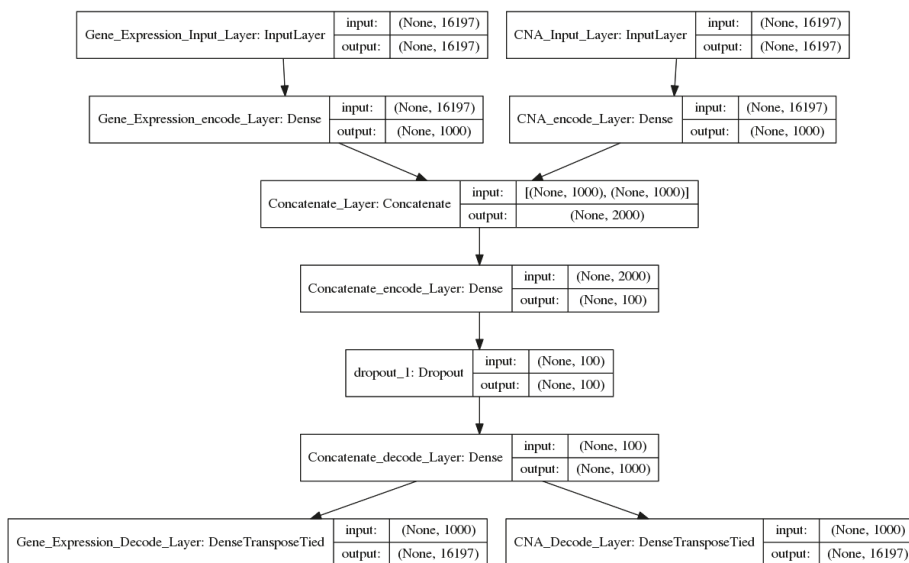 Gene_Expression_Input_Layer: InputLayer
input: (None, 16197)
output: (None, 16197)
CNA_Input_Layer: InputLayer
input: (None, 16197)
output: (None, 16197)
Gene_Expression_encode_Layer: Dense
input: (None, 16197)
output: (None, 1000)
CNA_encode_Layer: Dense
input: (None, 16197)
output: (None, 1000)
Concatenate_Layer: Concatenate
input: [(None, 1000), (None, 1000)]
output: (None, 2000)
Concatenate_encode_Layer: Dense
input: (None, 2000)
output: (None, 100)
dropout_1: Dropout
input: (None, 100)
output: (None, 100)
Concatenate_decode_Layer: Dense
input: (None, 100)
output: (None, 1000)
Gene_Expression_Decode_Layer: DenseTransposeTied
input: (None, 1000)
output: (None, 16197)
CNA_Decode_Layer: DenseTransposeTied
input: (None, 1000)
output: (None, 16197)